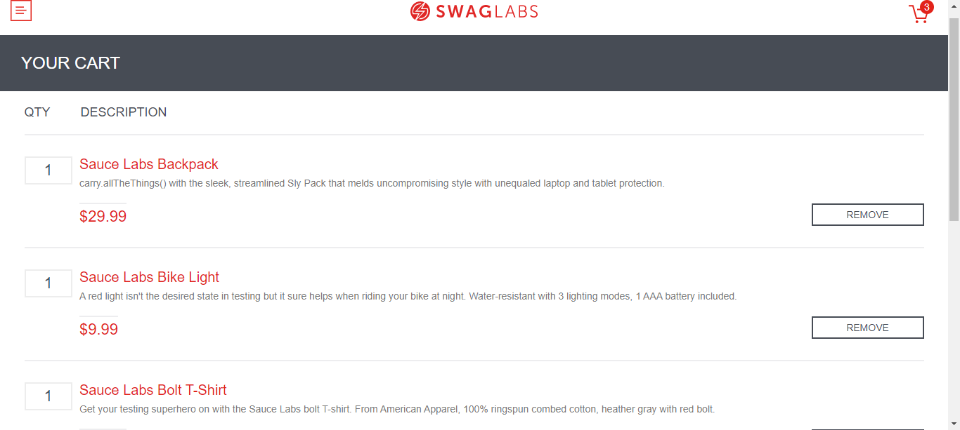 SWAGLABS
3
YOUR CART
QTY DESCRIPTION
1
Sauce Labs Backpack
carry.allTheThings() with the sleek, streamlined Sly Pack that melds uncompromising style with unequaled laptop and tablet protection.
$29.99
REMOVE
1
Sauce Labs Bike Light
A red light isn't the desired state in testing but it sure helps when riding your bike at night. Water-resistant with 3 lighting modes, 1 AAA battery included.
$9.99
REMOVE
1
Sauce Labs Bolt T-Shirt
Get your testing superhero on with the Sauce Labs bolt T-shirt. From American Apparel, 100% ringspun combed cotton, heather gray with red bolt.